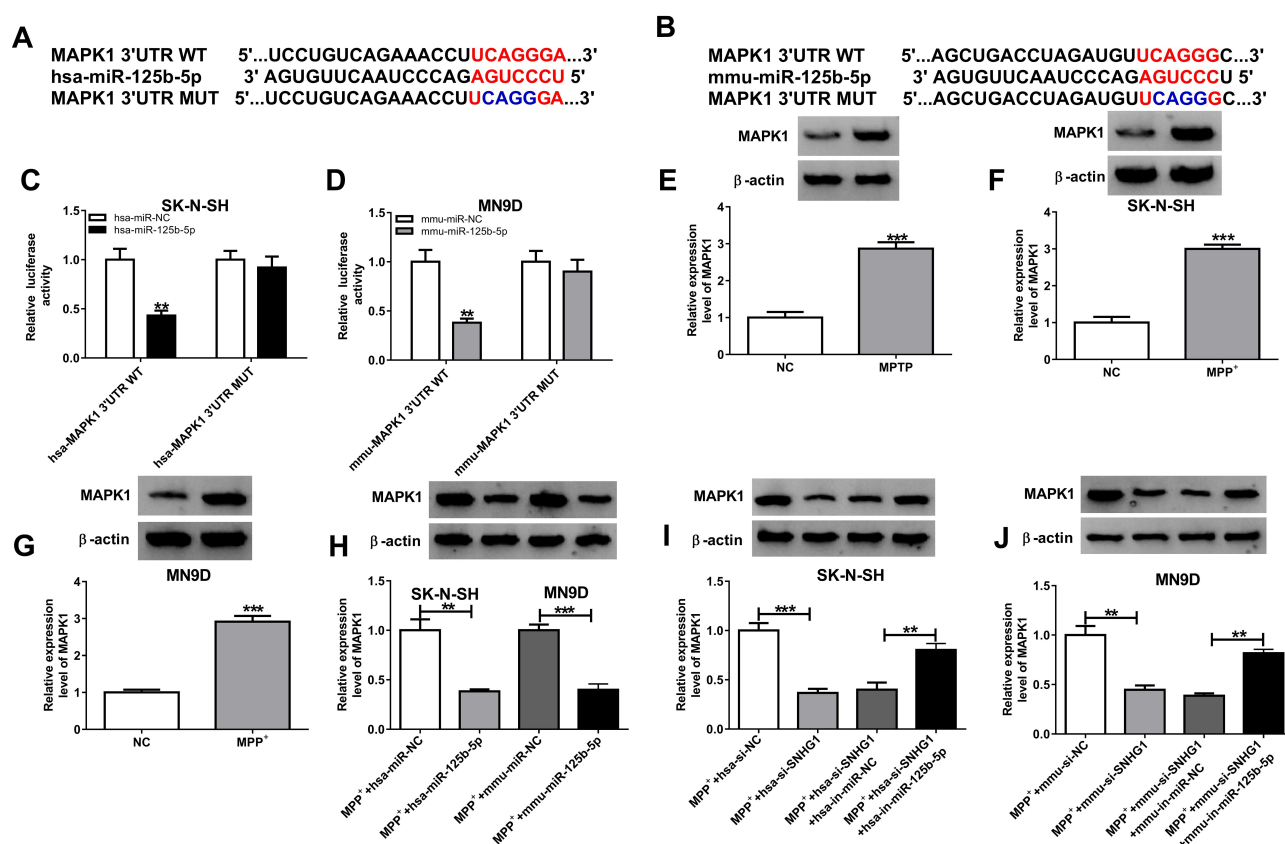 A
MAPK1 3'UTR WT 5'...UCCUGUCAGAAACCUUCAGGGA...3'
hsa-miR-125b-5p 3' AGUGUUCAAUCCCAGAGUCCCU 5'
MAPK1 3'UTR MUT 5'...UCCUGUCAGAAACCUUCAGGGA...3'
B
MAPK1 3'UTR WT 5'...AGCUGACCUAGAUGUUCAGGGC...3'
mmu-miR-125b-5p 3' AGUGUUCAAUCCCAGAGUCCCU 5'
MAPK1 3'UTR MUT 5'...AGCUGACCUAGAUGUUCAGGGC...3'
C
SK-N-SH
hsa-miR-NC
hsa-miR-125b-5p
Relative luciferase
activity
1.5
1.0
0.5
0.0
**
hsa-MAPK1 3'UTR WT
hsa-MAPK1 3'UTR MUT
D
MN9D
mmu-miR-NC
mmu-miR-125b-5p
Relative luciferase
activity
1.5
1.0
0.5
0.0
**
mmu-MAPK1 3'UTR WT
mmu-MAPK1 3'UTR MUT
E
MAPK1
β-actin
Relative expression
level of MAPK1
4
3
2
1
0
***
NC
MPTP
F
MAPK1
β-actin
SK-N-SH
Relative expression
level of MAPK1
4
3
2
1
0
***
NC
MPP⁺
G
MAPK1
β-actin
MN9D
Relative expression
level of MAPK1
4
3
2
1
0
***
NC
MPP⁺
H
MAPK1
β-actin
SK-N-SH
MN9D
Relative expression
level of MAPK1
1.5
1.0
0.5
0.0
**
***
MPP⁺+hsa-miR-NC
MPP⁺+hsa-miR-125b-5p
MPP⁺+mmu-miR-NC
MPP⁺+mmu-miR-125b-5p
I
MAPK1
β-actin
SK-N-SH
Relative expression
level of MAPK1
1.5
1.0
0.5
0.0
***
**
MPP⁺+hsa-si-NC
MPP⁺+hsa-si-SNHG1
MPP⁺+hsa-si-SNHG1
+hsa-in-miR-NC
MPP⁺+hsa-si-SNHG1
+hsa-in-miR-125b-5p
J
MAPK1
β-actin
MN9D
Relative expression
level of MAPK1
1.5
1.0
0.5
0.0
**
**
MPP⁺+mmu-si-NC
MPP⁺+mmu-si-SNHG1
MPP⁺+mmu-si-SNHG1
+mmu-in-miR-NC
MPP⁺+mmu-si-SNHG1
+mmu-in-miR-125b-5p